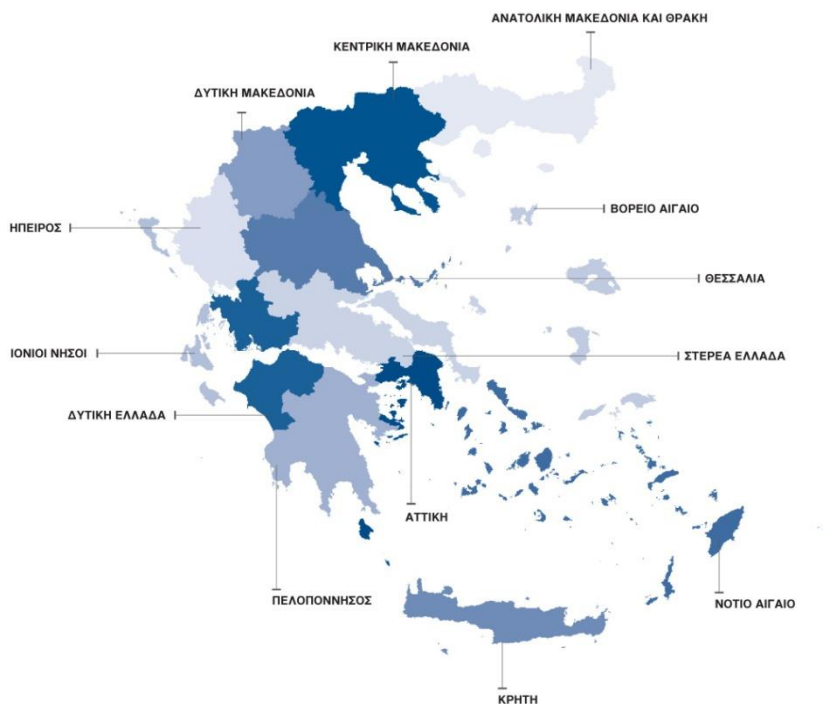 ΑΝΑΤΟΛΙΚΗ ΜΑΚΕΔΟΝΙΑ ΚΑΙ ΘΡΑΚΗ
ΚΕΝΤΡΙΚΗ ΜΑΚΕΔΟΝΙΑ
ΔΥΤΙΚΗ ΜΑΚΕΔΟΝΙΑ
ΒΟΡΕΙΟ ΑΙΓΑΙΟ
ΗΠΕΙΡΟΣ
ΘΕΣΣΑΛΙΑ
ΙΟΝΙΟΙ ΝΗΣΟΙ
ΣΤΕΡΕΑ ΕΛΛΑΔΑ
ΔΥΤΙΚΗ ΕΛΛΑΔΑ
ΑΤΤΙΚΗ
ΠΕΛΟΠΟΝΝΗΣΟΣ
ΝΟΤΙΟ ΑΙΓΑΙΟ
ΚΡΗΤΗ